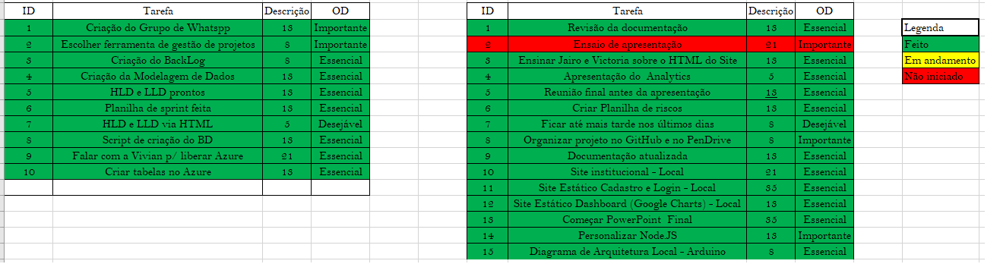 ID Tarefa Descrição OD
1 Criação do Grupo de Whatspp 13 Importante
2 Escolher ferramenta de gestão de projetos 8 Importante
3 Criação do BackLog 8 Essencial
4 Criação da Modelagem de Dados 13 Essencial
5 HLD e LLD prontos 13 Essencial
6 Planilha de sprint feita 13 Essencial
7 HLD e LLD via HTML 5 Desejável
8 Script de criação do BD 13 Essencial
9 Falar com a Vivian p/ liberar Azure 21 Essencial
10 Criar tabelas no Azure 13 Essencial
ID Tarefa Descrição OD
1 Revisão da documentação 13 Essencial
2 Ensaio de apresentação 21 Importante
3 Ensinar Jairo e Victoria sobre o HTML do Site 13 Essencial
4 Apresentação do Analytics 5 Essencial
5 Reunião final antes da apresentação 13 Essencial
6 Criar Planilha de riscos 13 Essencial
7 Ficar até mais tarde nos últimos dias 8 Desejável
8 Organizar projeto no GitHub e no PenDrive 8 Importante
9 Documentação atualizada 13 Essencial
10 Site institucional - Local 21 Essencial
11 Site Estático Cadastro e Login - Local 35 Essencial
12 Site Estático Dashboard (Google Charts) - Local 13 Essencial
13 Começar PowerPoint Final 35 Essencial
14 Personalizar Node.JS 13 Importante
15 Diagrama de Arquitetura Local - Arduino 8 Essencial
Legenda
Feito
Em andamento
Não iniciado